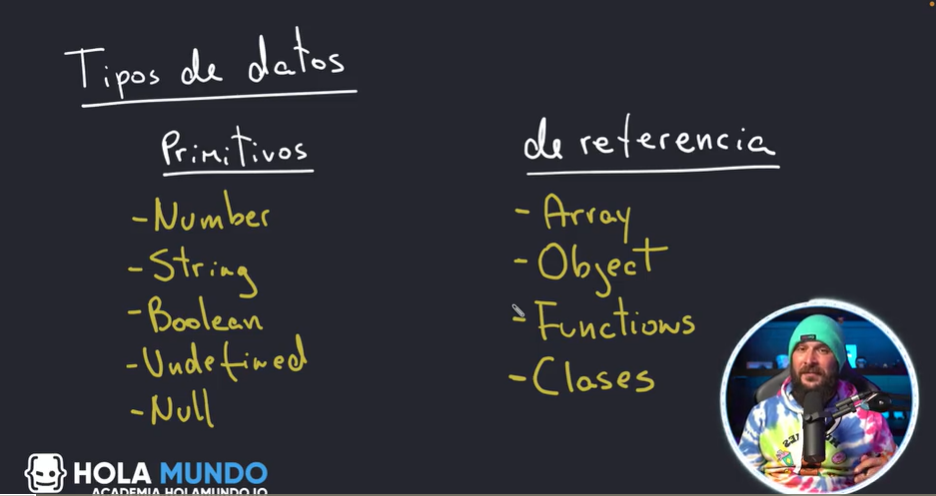 Tipos de datos
Primitivos
- Number
- String
- Boolean
- Undefined
- Null
de referencia
- Array
- Object
- Functions
- Clases
HOLA MUNDO
ACADEMIA.HOLAMUNDO.IO